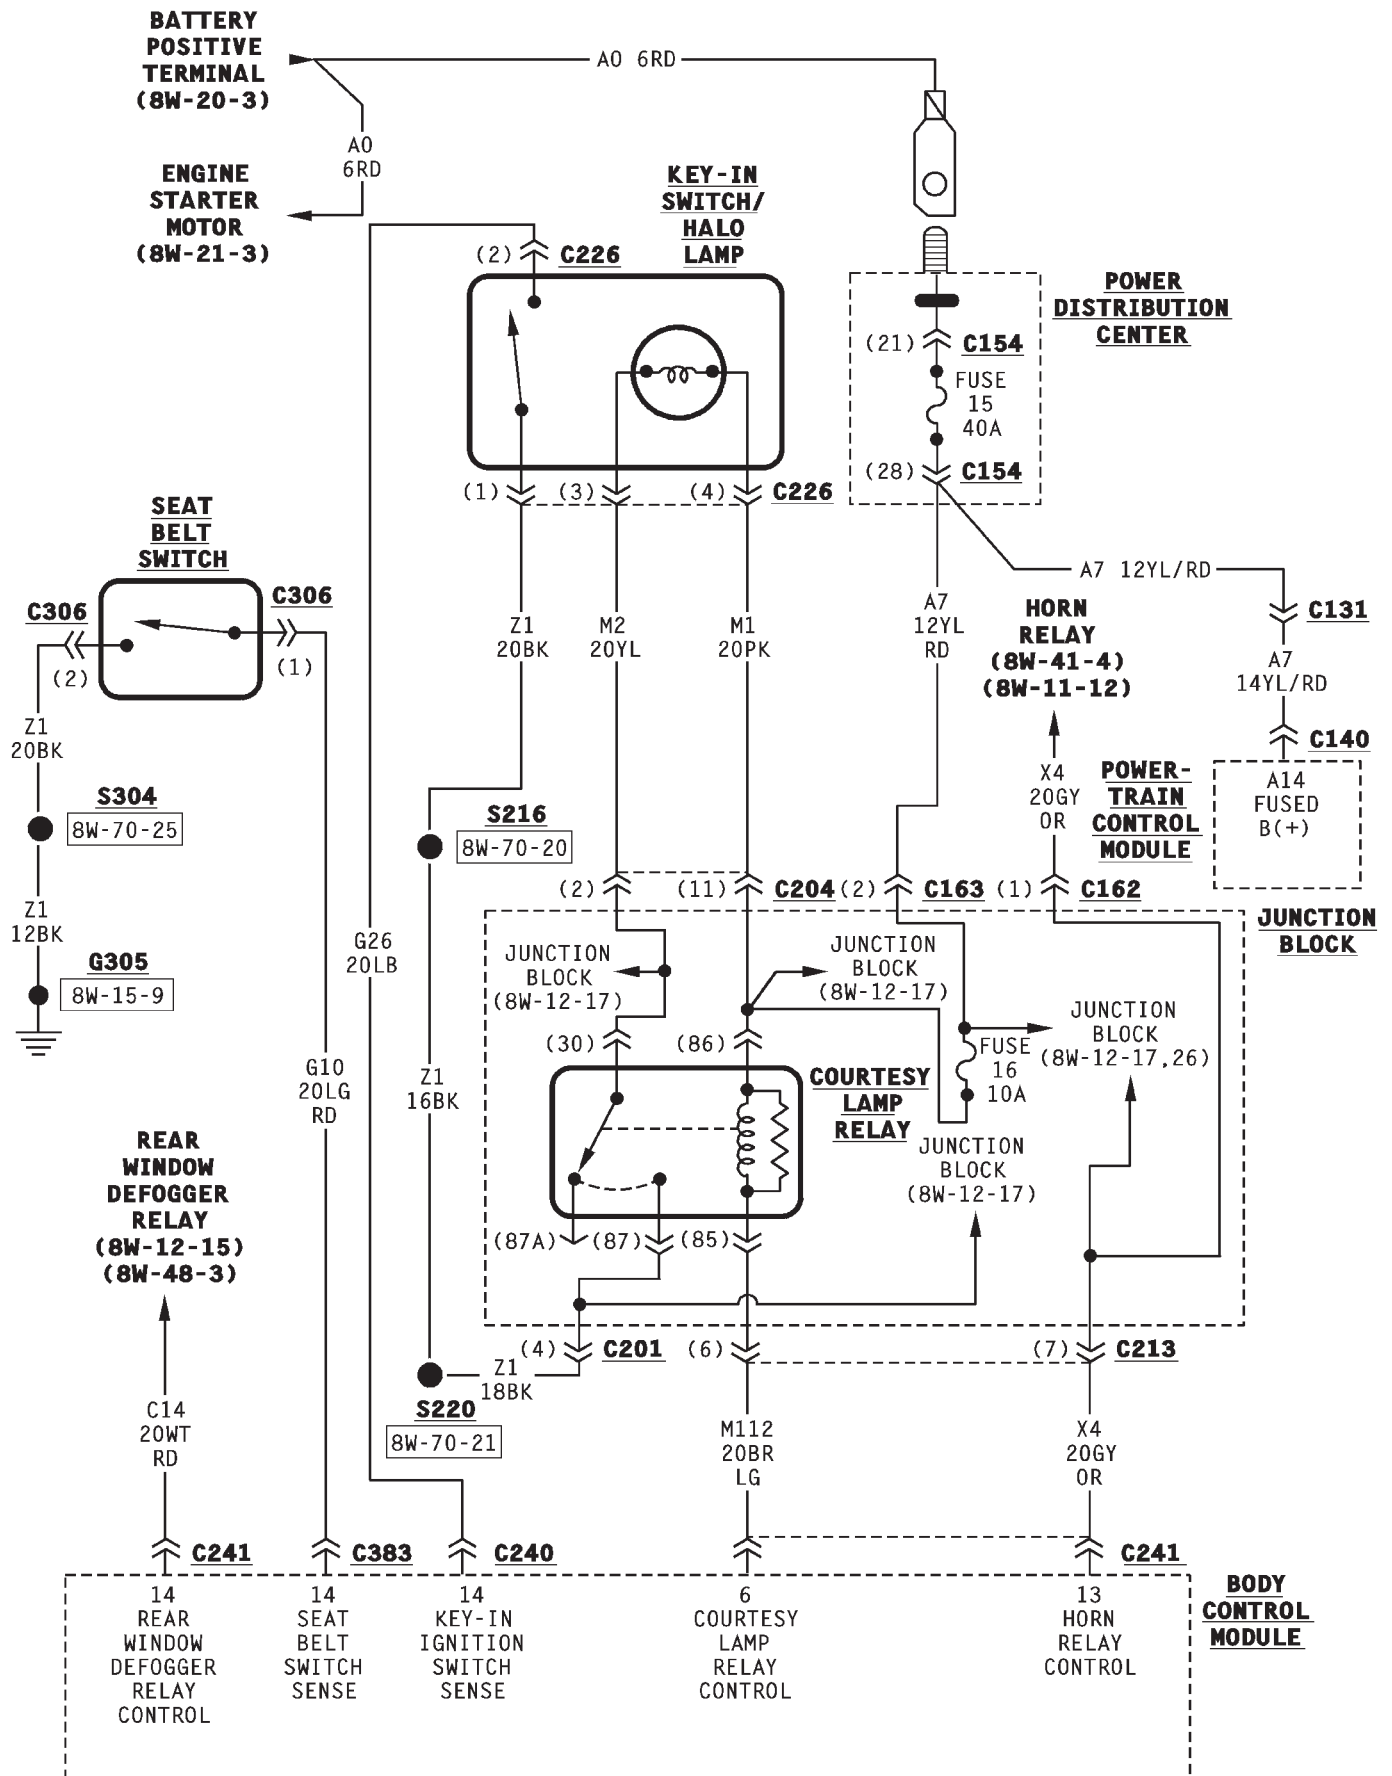 BATTERY
POSITIVE
TERMINAL
(8W-20-3)
A0 6RD
A0
6RD
ENGINE
STARTER
MOTOR
(8W-21-3)
KEY-IN
SWITCH/
HALO
LAMP
(2) C226
POWER
DISTRIBUTION
CENTER
(21) C154
FUSE
15
40A
(28) C154
(1) (3) (4) C226
SEAT
BELT
SWITCH
C306
C306
(2)
(1)
A7 12YL/RD
C131
A7
14YL/RD
C140
A14
FUSED
B(+)
POWER-
TRAIN
CONTROL
MODULE
HORN
RELAY
(8W-41-4)
(8W-11-12)
X4
20GY
OR
A7
12YL
RD
Z1
20BK
M2
20YL
M1
20PK
Z1
20BK
S304
8W-70-25
Z1
12BK
G305
8W-15-9
S216
8W-70-20
(2) (11) C204 (2) C163 (1) C162
JUNCTION
BLOCK
G26
20LB
JUNCTION
BLOCK
(8W-12-17)
JUNCTION
BLOCK
(8W-12-17)
JUNCTION
BLOCK
(8W-12-17,26)
(30) (86)
FUSE
16
10A
G10
20LG
RD
Z1
16BK
COURTESY
LAMP
RELAY
JUNCTION
BLOCK
(8W-12-17)
(87A) (87) (85)
REAR
WINDOW
DEFOGGER
RELAY
(8W-12-15)
(8W-48-3)
(4) C201 (6) (7) C213
Z1
18BK
S220
8W-70-21
C14
20WT
RD
M112
20BR
LG
X4
20GY
OR
C241 C383 C240 C241
BODY
CONTROL
MODULE
14
REAR
WINDOW
DEFOGGER
RELAY
CONTROL
14
SEAT
BELT
SWITCH
SENSE
14
KEY-IN
IGNITION
SWITCH
SENSE
6
COURTESY
LAMP
RELAY
CONTROL
13
HORN
RELAY
CONTROL